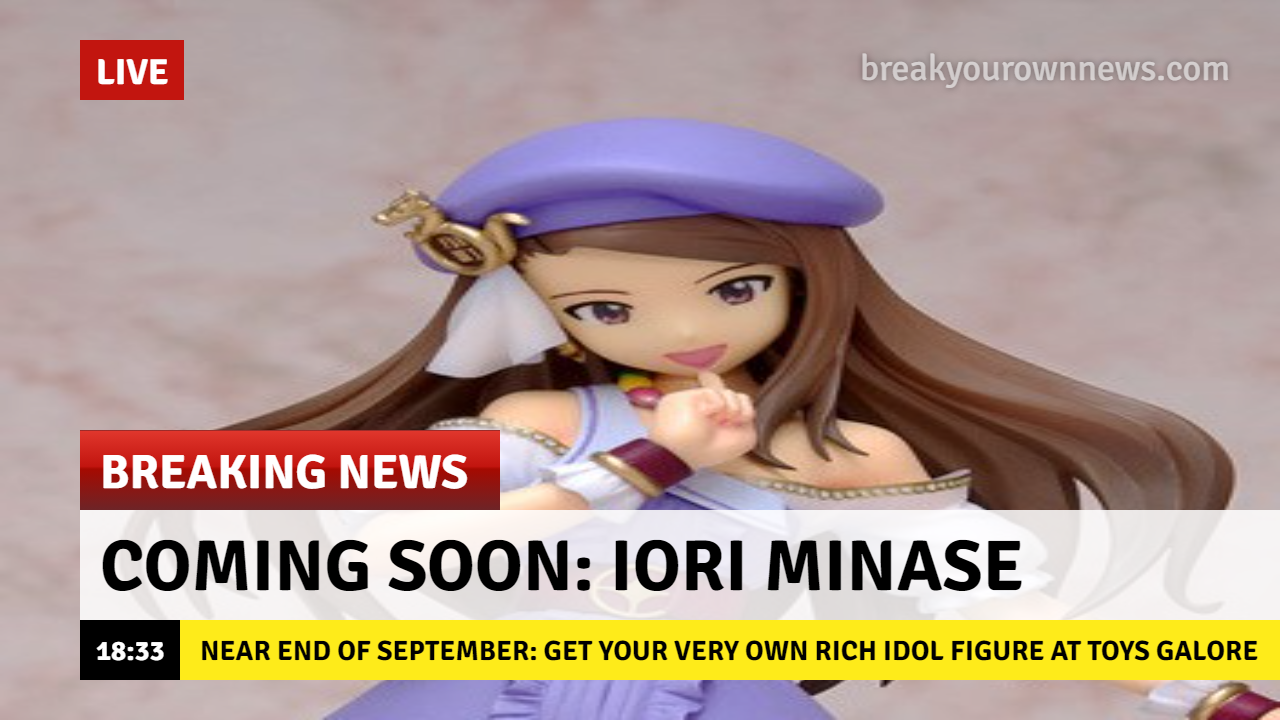 LIVE
breakyourownnews.com
BREAKING NEWS
COMING SOON: IORI MINASE
18:33 NEAR END OF SEPTEMBER: GET YOUR VERY OWN RICH IDOL FIGURE AT TOYS GALORE